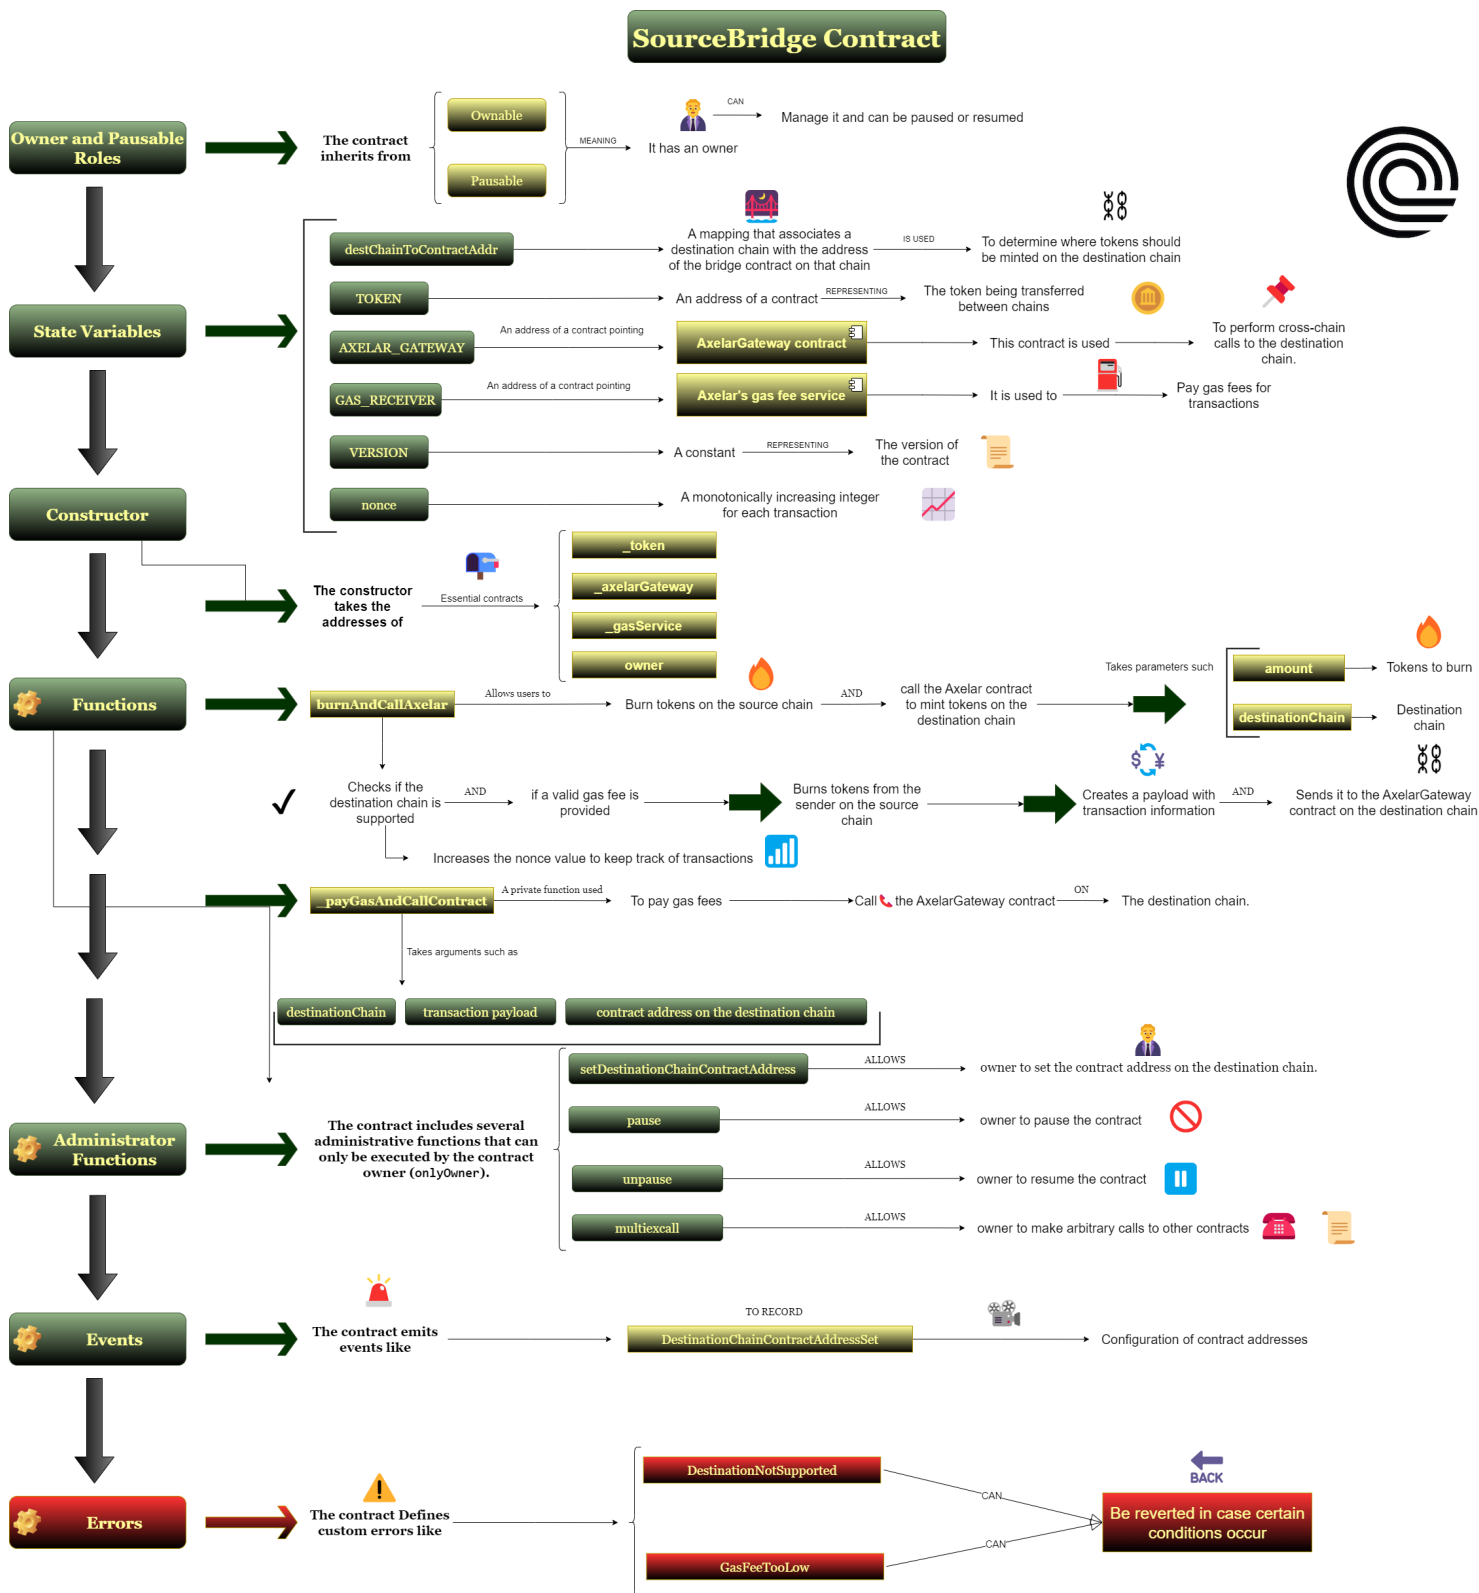 SourceBridge Contract
Owner and Pausable
Roles
The contract
inherits from
Ownable
Pausable
MEANING
It has an owner
CAN
Manage it and can be paused or resumed
State Variables
destChainToContractAddr
A mapping that associates a
destination chain with the address
of the bridge contract on that chain
IS USED
To determine where tokens should
be minted on the destination chain
TOKEN
An address of a contract
REPRESENTING
The token being transferred
between chains
AXELAR_GATEWAY
An address of a contract pointing
AxelarGateway contract
This contract is used
To perform cross-chain
calls to the destination
chain.
GAS_RECEIVER
An address of a contract pointing
Axelar's gas fee service
It is used to
Pay gas fees for
transactions
VERSION
A constant
REPRESENTING
The version of
the contract
nonce
A monotonically increasing integer
for each transaction
Constructor
The constructor
takes the
addresses of
Essential contracts
_token
_axelarGateway
_gasService
owner
Functions
burnAndCallAxelar
Allows users to
Burn tokens on the source chain
AND
call the Axelar contract
to mint tokens on the
destination chain
Takes parameters such
amount
Tokens to burn
destinationChain
Destination
chain
Checks if the
destination chain is
supported
AND
if a valid gas fee is
provided
Burns tokens from the
sender on the source
chain
Creates a payload with
transaction information
AND
Sends it to the AxelarGateway
contract on the destination chain
Increases the nonce value to keep track of transactions
_payGasAndCallContract
A private function used
To pay gas fees
Call the AxelarGateway contract
ON
The destination chain.
Takes arguments such as
destinationChain
transaction payload
contract address on the destination chain
Administrator
Functions
The contract includes several
administrative functions that can
only be executed by the contract
owner (onlyOwner).
setDestinationChainContractAddress
ALLOWS
owner to set the contract address on the destination chain.
pause
ALLOWS
owner to pause the contract
unpause
ALLOWS
owner to resume the contract
multiexcall
ALLOWS
owner to make arbitrary calls to other contracts
Events
The contract emits
events like
TO RECORD
DestinationChainContractAddressSet
Configuration of contract addresses
Errors
The contract Defines
custom errors like
DestinationNotSupported
CAN
GasFeeTooLow
CAN
BACK
Be reverted in case certain
conditions occur